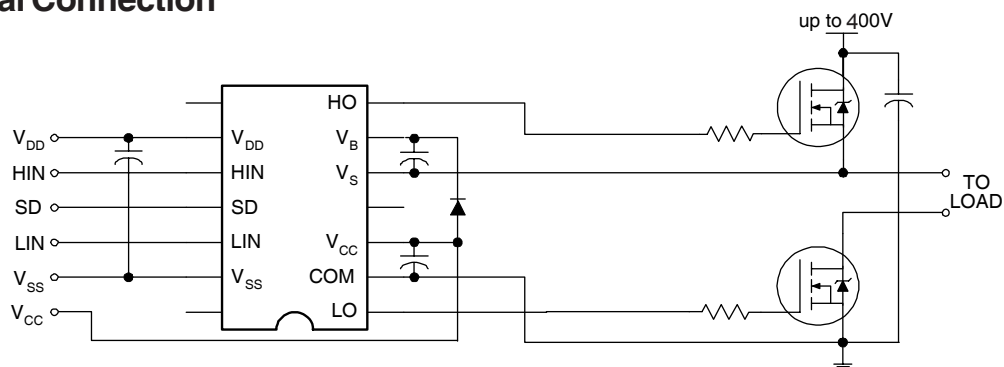 al Connection
up to 400V
HO
V_DD
V_DD
V_B
HIN
HIN
V_S
TO
LOAD
SD
SD
LIN
LIN
V_CC
V_SS
V_SS
COM
V_CC
LO